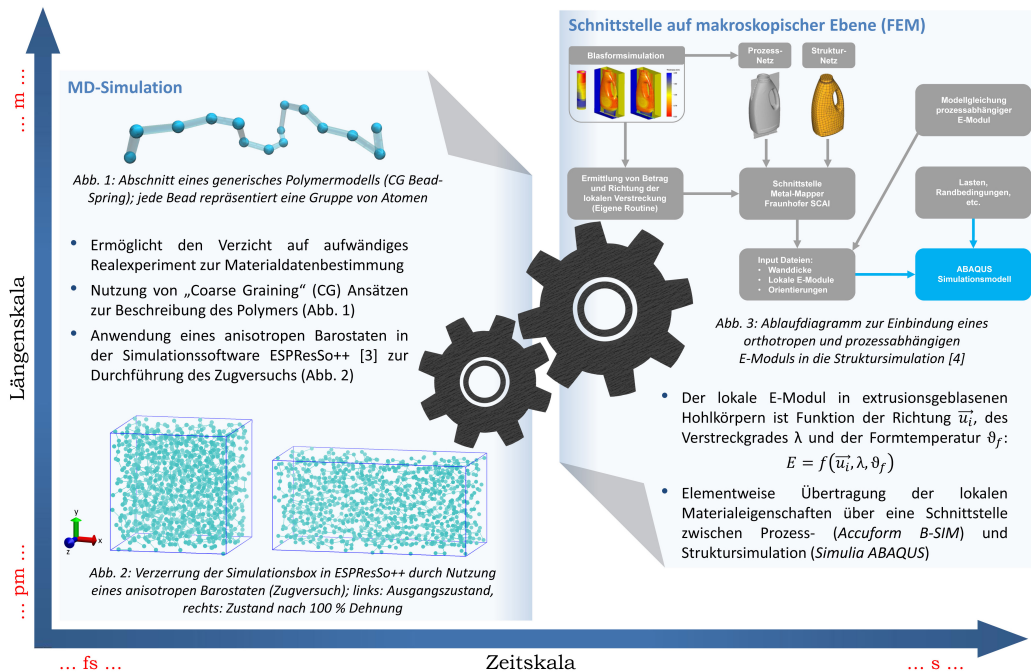 Längenskala
... m ...
... pm ...
MD-Simulation
Abb. 1: Abschnitt eines generisches Polymermodells (CG Bead-
Spring); jede Bead repräsentiert eine Gruppe von Atomen
• Ermöglicht den Verzicht auf aufwändiges
Realexperiment zur Materialdatenbestimmung
• Nutzung von „Coarse Graining“ (CG) Ansätzen
zur Beschreibung des Polymers (Abb. 1)
• Anwendung eines anisotropen Barostaten in
der Simulationssoftware ESPResSo++ [3] zur
Durchführung des Zugversuchs (Abb. 2)
y
x
z
Abb. 2: Verzerrung der Simulationsbox in ESPResSo++ durch Nutzung
eines anisotropen Barostaten (Zugversuch); links: Ausgangszustand,
rechts: Zustand nach 100 % Dehnung
Schnittstelle auf makroskopischer Ebene (FEM)
Blasformsimulation
Prozess-
Netz
Struktur-
Netz
Modellgleichung
prozessabhängiger
E-Modul
Ermittlung von Betrag
und Richtung der
lokalen Verstreckung
(Eigene Routine)
Schnittstelle
Metal-Mapper
Fraunhofer SCAI
Lasten,
Randbedingungen,
etc.
Input Dateien:
• Wanddicke
• Lokale E-Module
• Orientierungen
ABAQUS
Simulationsmodell
Abb. 3: Ablaufdiagramm zur Einbindung eines
orthotropen und prozessabhängigen
E-Moduls in die Struktursimulation [4]
• Der lokale E-Modul in extrusionsgeblasenen
Hohlkörpern ist Funktion der Richtung $\overrightarrow{u_i}$, des
Verstreckgrades λ und der Formtemperatur $\vartheta_f$:
$E = f(\overrightarrow{u_i}, λ, \vartheta_f)$
• Elementweise Übertragung der lokalen
Materialeigenschaften über eine Schnittstelle
zwischen Prozess- (Accuform B-SIM) und
Struktursimulation (Simulia ABAQUS)
... fs ...
Zeitskala
... s ...